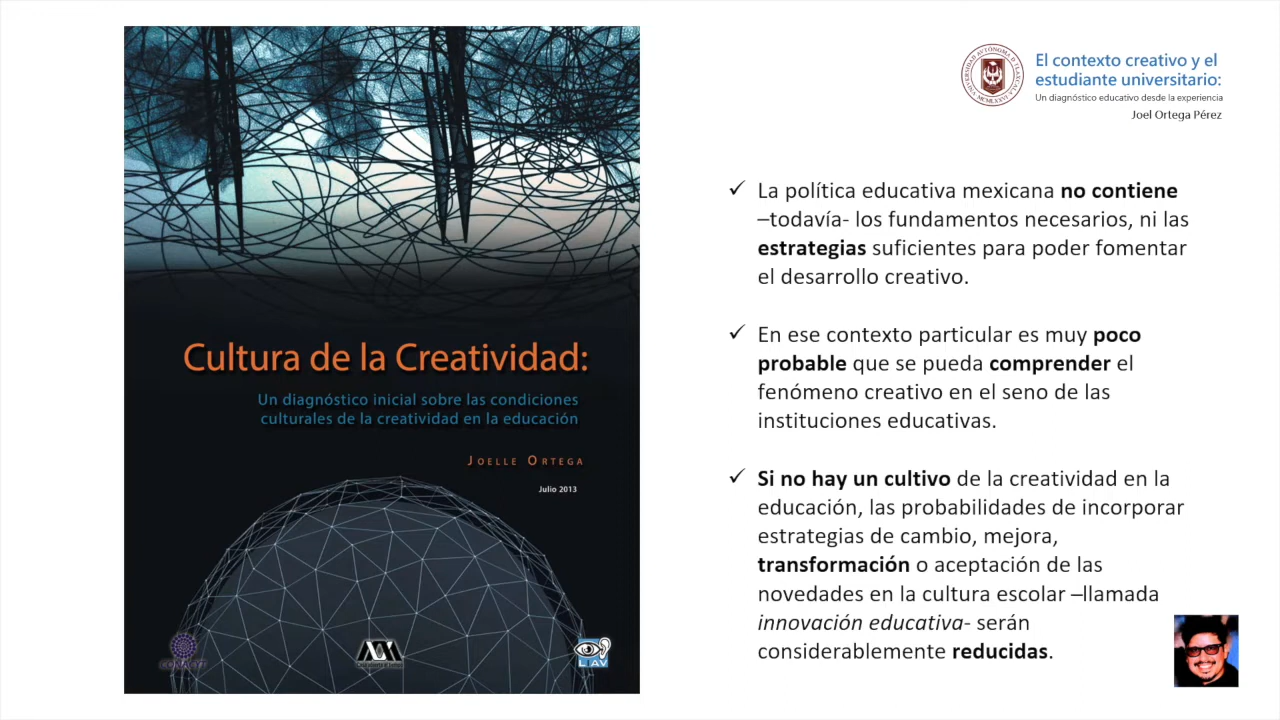 Cultura de la Creatividad:
Un diagnóstico inicial sobre las condiciones
culturales de la creatividad en la educación
JOELLE ORTEGA
Julio 2013
CONACYT
LIAV
El contexto creativo y el
estudiante universitario:
Un diagnóstico educativo desde la experiencia
Joel Ortega Pérez
✓ La política educativa mexicana no contiene
–todavía- los fundamentos necesarios, ni las
estrategias suficientes para poder fomentar
el desarrollo creativo.
✓ En ese contexto particular es muy poco
probable que se pueda comprender el
fenómeno creativo en el seno de las
instituciones educativas.
✓ Si no hay un cultivo de la creatividad en la
educación, las probabilidades de incorporar
estrategias de cambio, mejora,
transformación o aceptación de las
novedades en la cultura escolar –llamada
innovación educativa- serán
considerablemente reducidas.